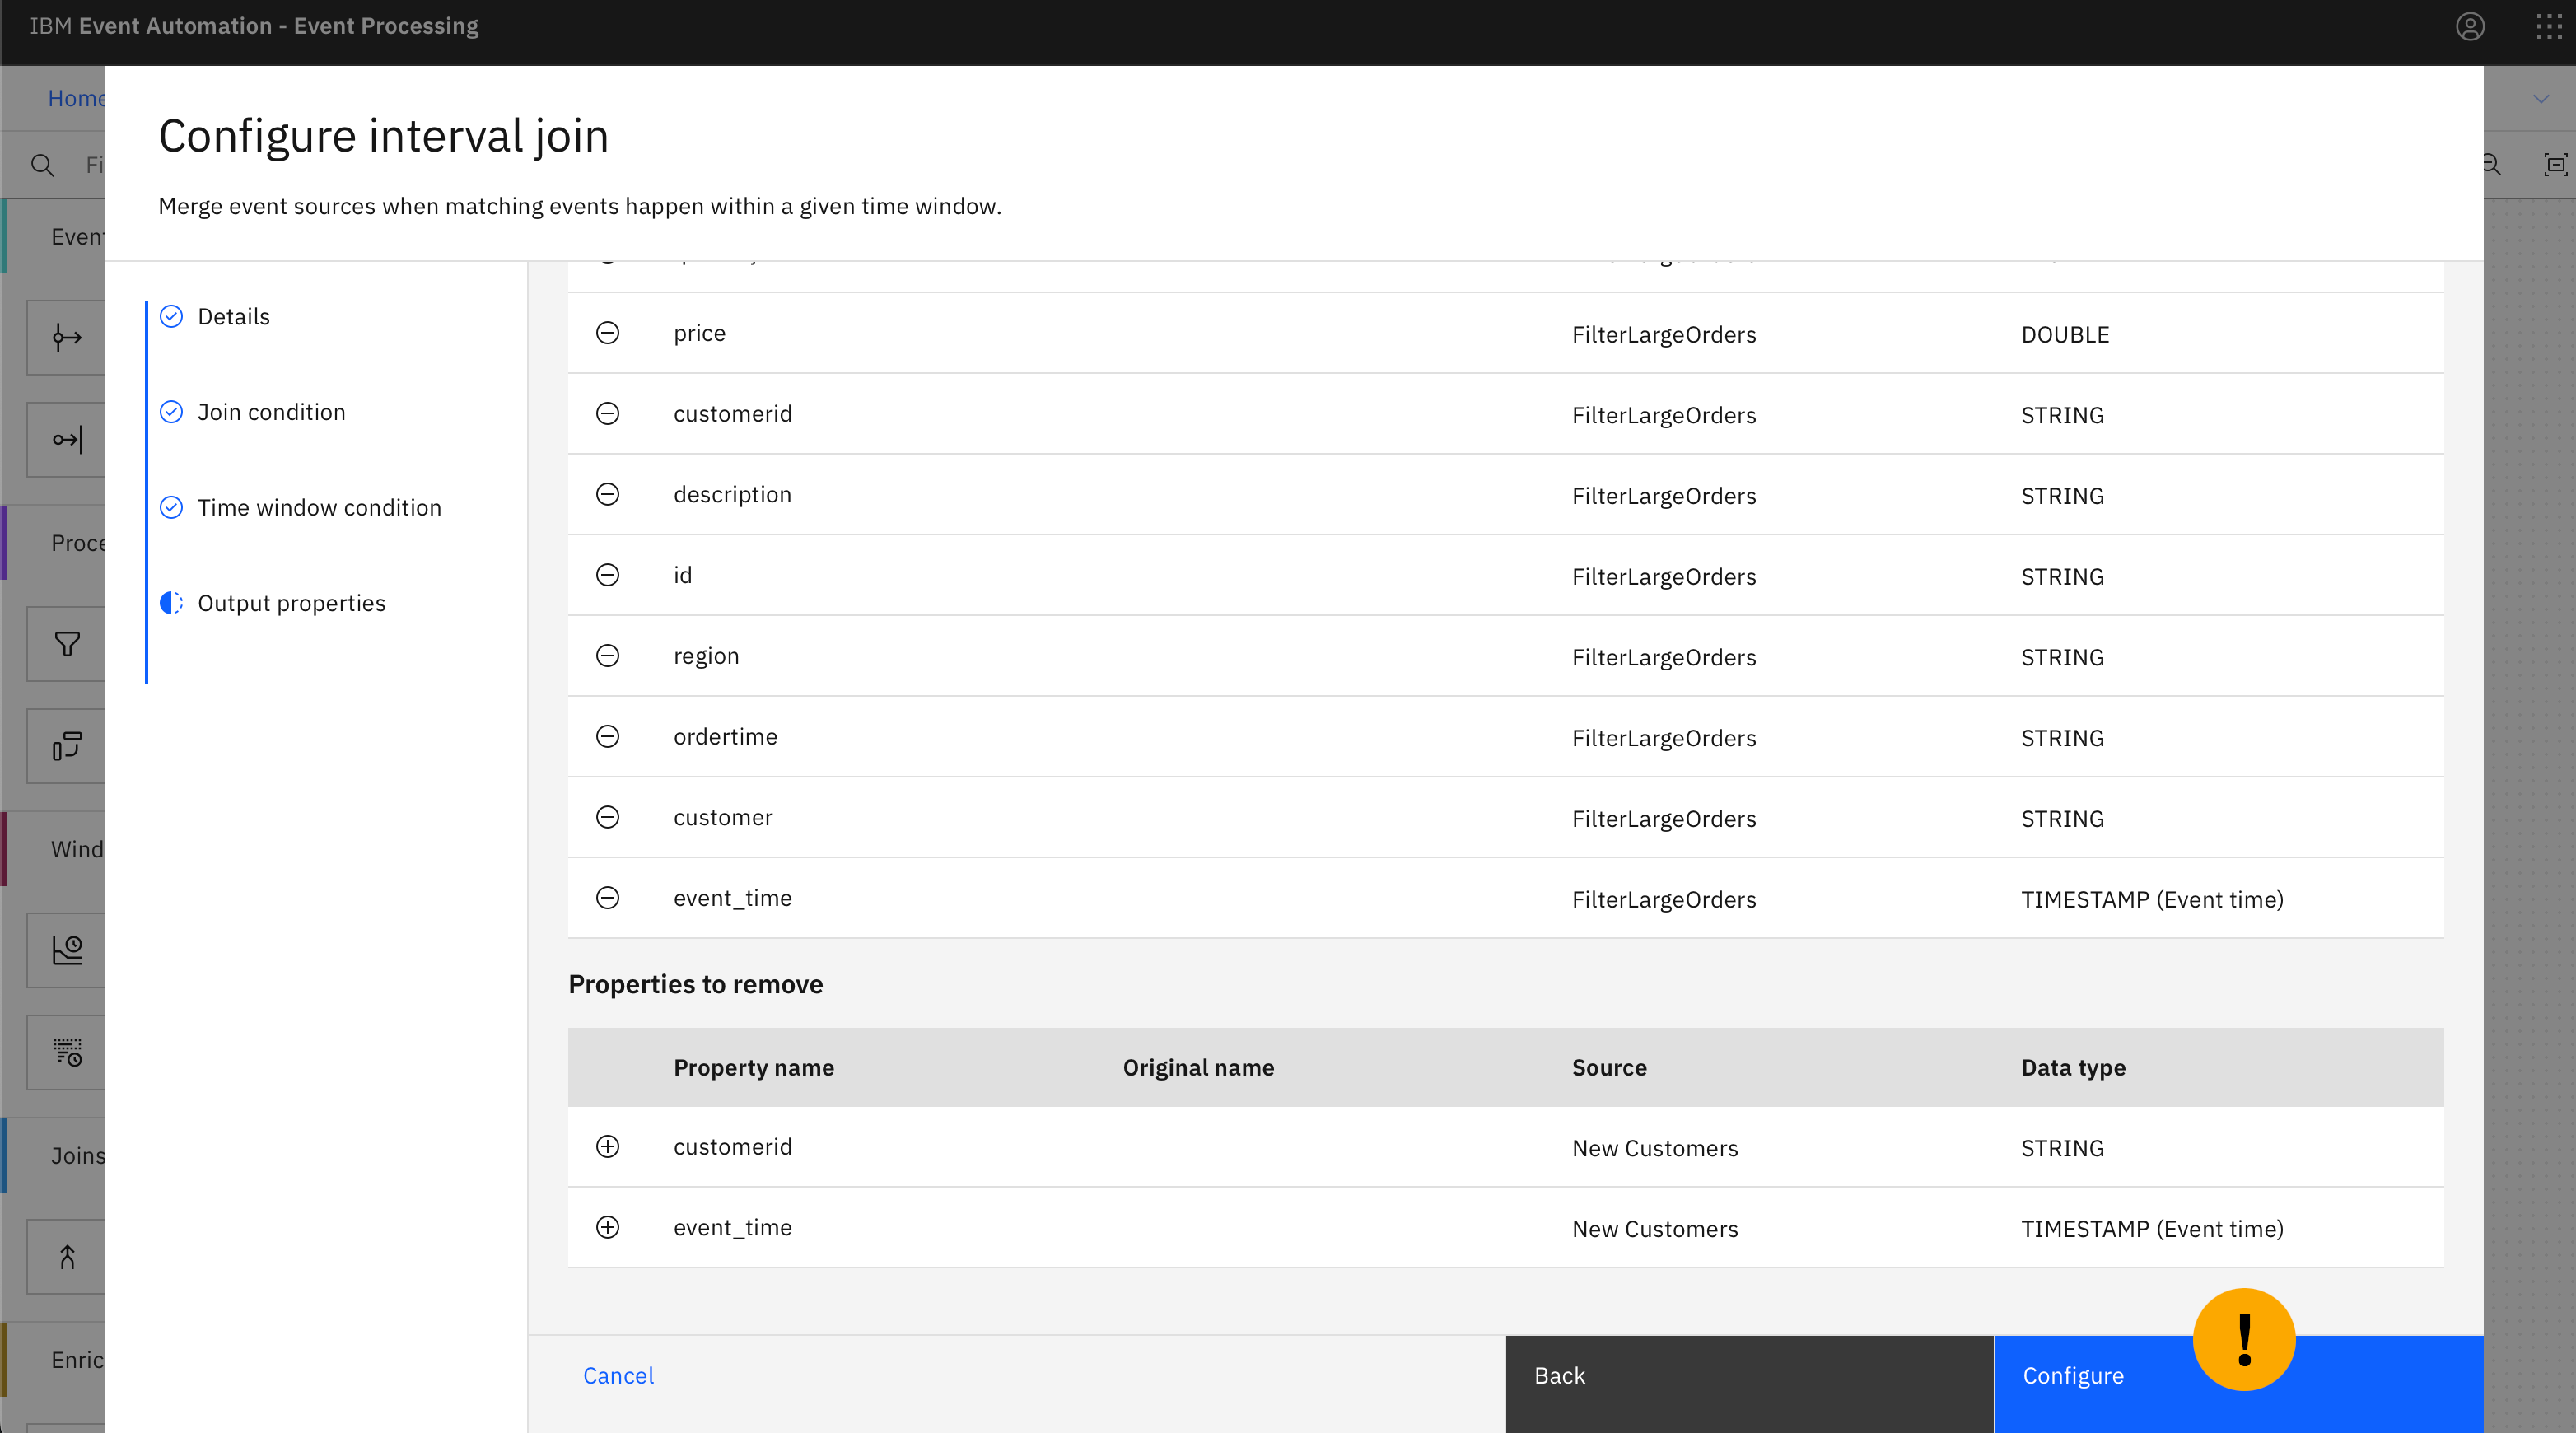 IBM Event Automation - Event Processing
Home
Configure interval join
Merge event sources when matching events happen within a given time window.
Fi
Event
Proce
Wind
Joins
Enric
Details
Join condition
Time window condition
Output properties
price FilterLargeOrders DOUBLE
customerid FilterLargeOrders STRING
description FilterLargeOrders STRING
id FilterLargeOrders STRING
region FilterLargeOrders STRING
ordertime FilterLargeOrders STRING
customer FilterLargeOrders STRING
event_time FilterLargeOrders TIMESTAMP (Event time)
Properties to remove
Property name Original name Source Data type
customerid New Customers STRING
event_time New Customers TIMESTAMP (Event time)
Cancel Back Configure !